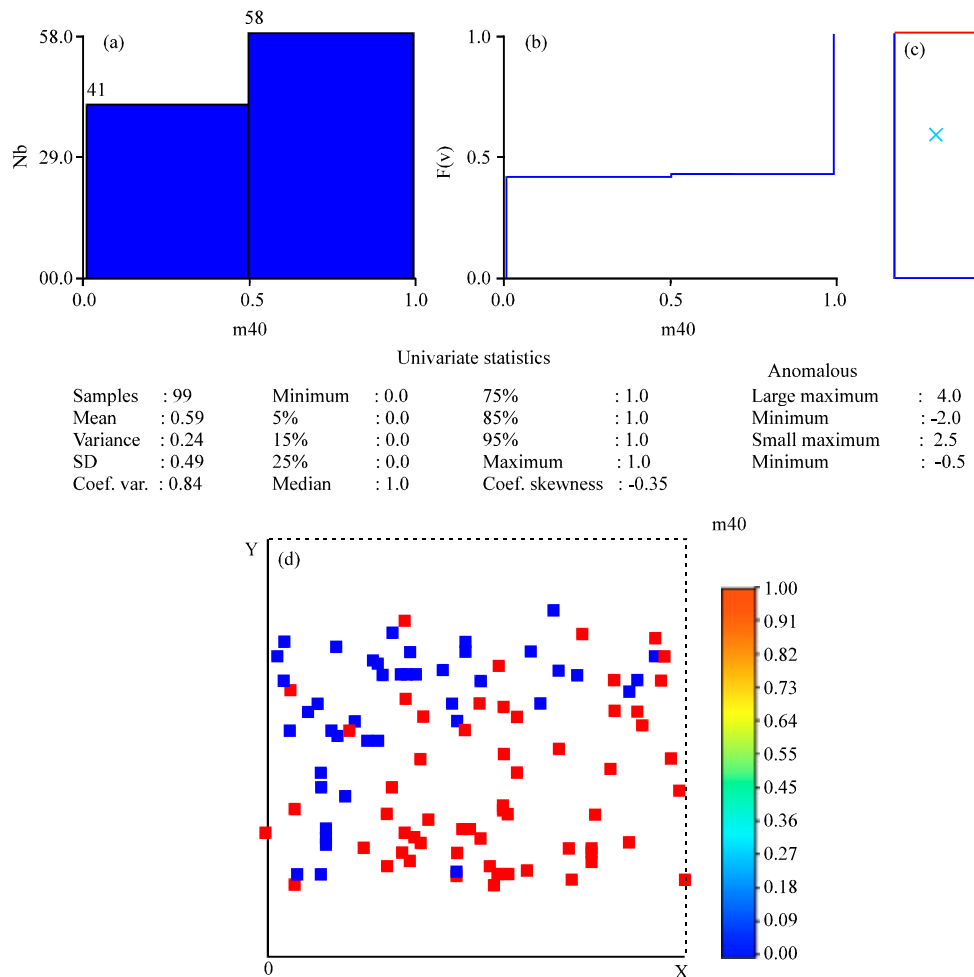 58
58.0 (a)
41
Nb
29.0
00.0
0.0 0.5 1.0
m40
1.0 (b)
F(v)
0.5
0.0
0.0 0.5 1.0
m40
(c)
Univariate statistics
Anomalous
Samples : 99 Minimum : 0.0 75% : 1.0 Large maximum : 4.0
Mean : 0.59 5% : 0.0 85% : 1.0 Minimum : -2.0
Variance : 0.24 15% : 0.0 95% : 1.0 Small maximum : 2.5
SD : 0.49 25% : 0.0 Maximum : 1.0 Minimum : -0.5
Coef. var. : 0.84 Median : 1.0 Coef. skewness : -0.35
m40
Y (d)
1.00
0.91
0.82
0.73
0.64
0.55
0.45
0.36
0.27
0.18
0.09
0.00
0 X